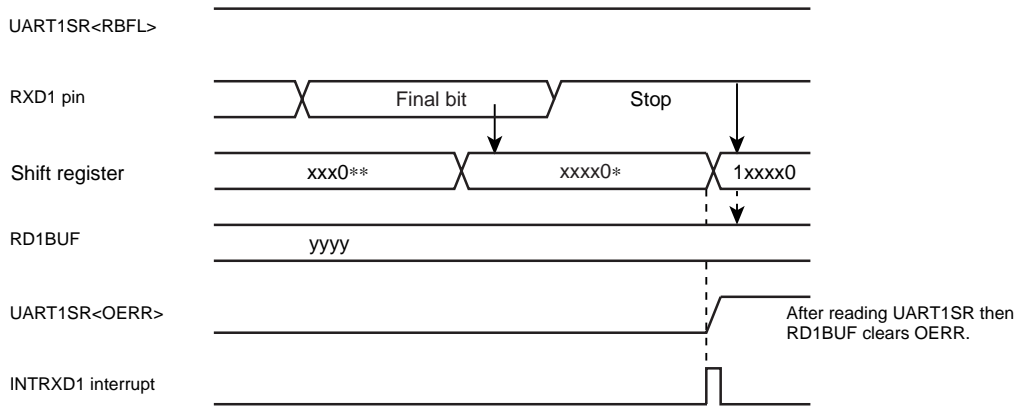 UART1SR<RBFL>
RXD1 pin
Final bit
Stop
Shift register
xxx0**
xxxx0*
1xxxx0
RD1BUF
yyyy
UART1SR<OERR>
After reading UART1SR then
RD1BUF clears OERR.
INTRXD1 interrupt